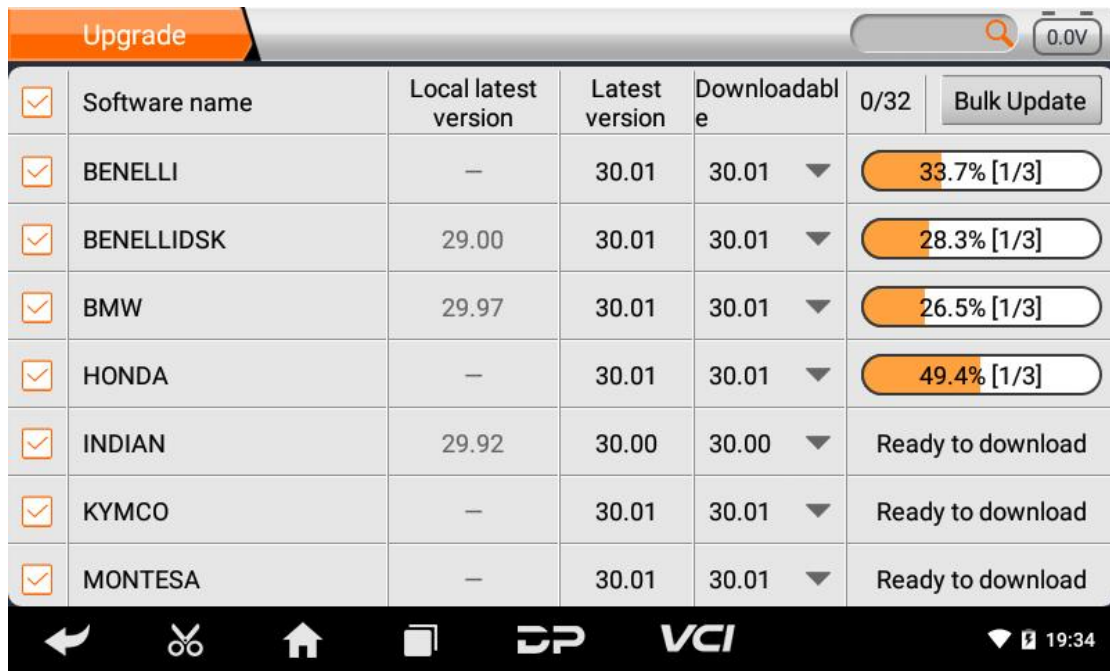 Upgrade
0.0V
Software name
Local latest
version
Latest
version
Downloadabl
e
0/32
Bulk Update
BENELLI — 30.01 30.01 33.7% [1/3]
BENELLIDSK 29.00 30.01 30.01 28.3% [1/3]
BMW 29.97 30.01 30.01 26.5% [1/3]
HONDA — 30.01 30.01 49.4% [1/3]
INDIAN 29.92 30.00 30.00 Ready to download
KYMCO — 30.01 30.01 Ready to download
MONTESA — 30.01 30.01 Ready to download
DP VCI 19:34